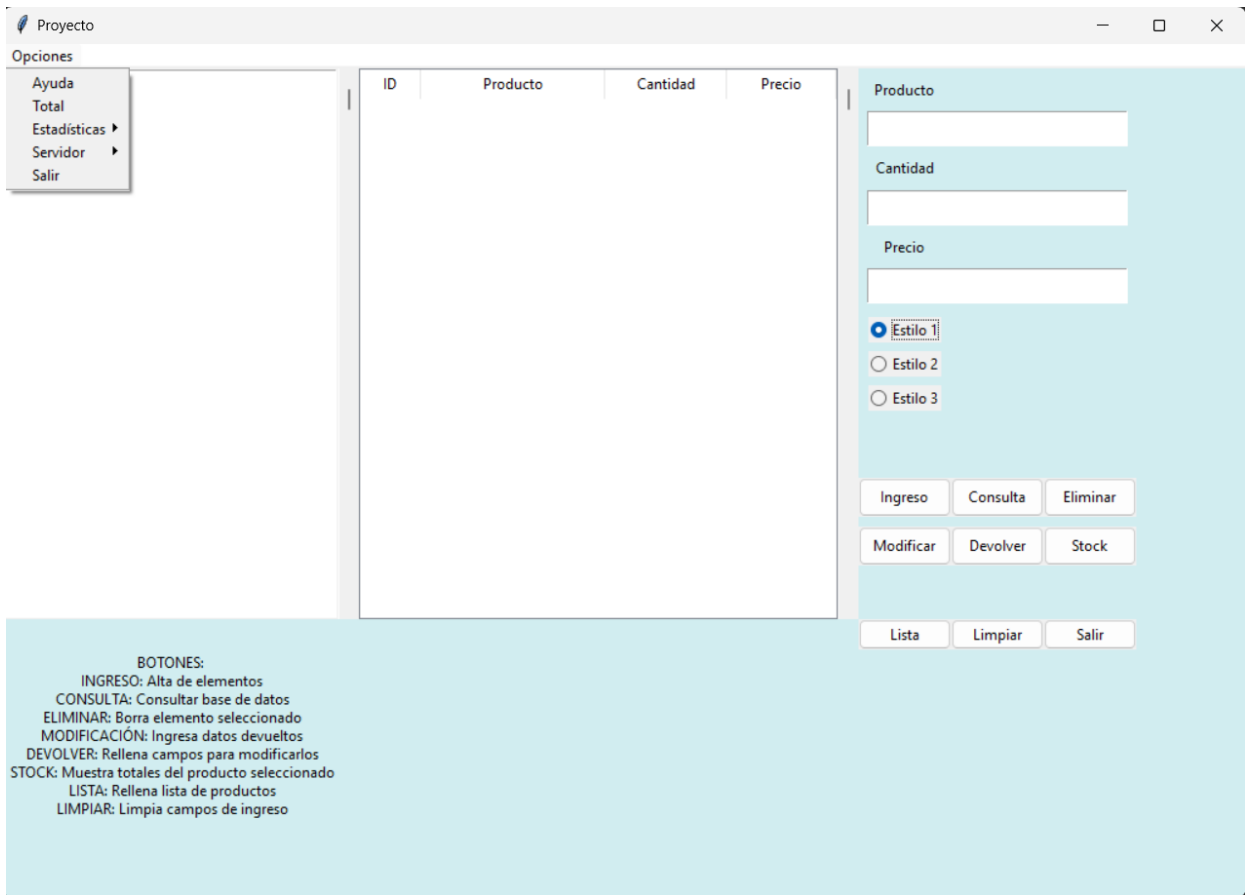 Proyecto
Opciones
Ayuda
Total
Estadísticas
Servidor
Salir
ID Producto Cantidad Precio
Producto
Cantidad
Precio
Estilo 1
Estilo 2
Estilo 3
Ingreso Consulta Eliminar
Modificar Devolver Stock
Lista Limpiar Salir
BOTONES:
INGRESO: Alta de elementos
CONSULTA: Consultar base de datos
ELIMINAR: Borra elemento seleccionado
MODIFICACIÓN: Ingresa datos devueltos
DEVOLVER: Rellena campos para modificarlos
STOCK: Muestra totales del producto seleccionado
LISTA: Rellena lista de productos
LIMPIAR: Limpia campos de ingreso